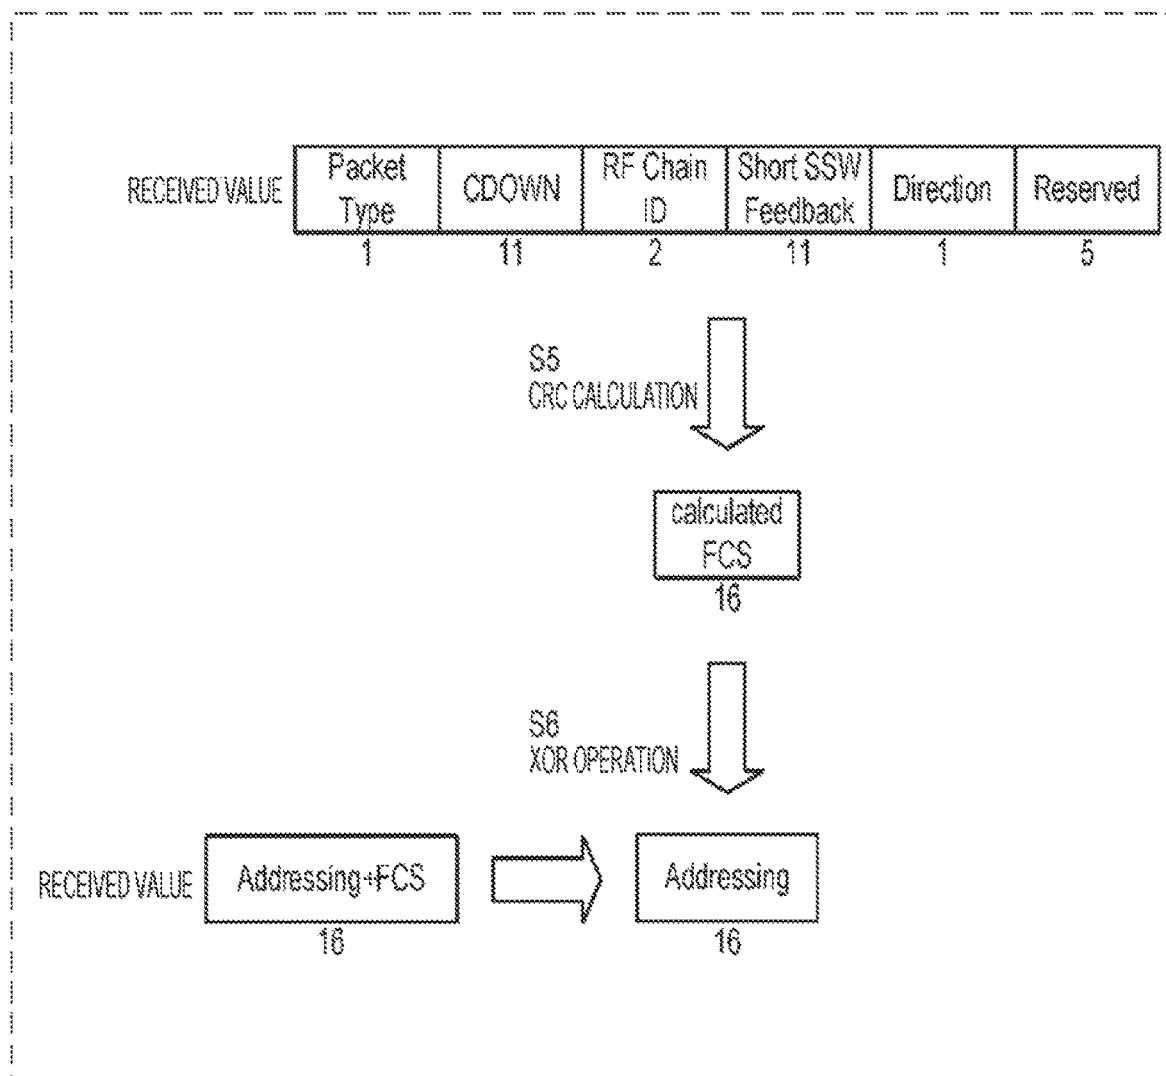 RECEIVED VALUE
Packet Type
CDOWN
RF Chain ID
Short SSW Feedback
Direction
Reserved
1
11
2
11
1
5
S5
CRC CALCULATION
calculated
FCS
16
S6
XOR OPERATION
RECEIVED VALUE
Addressing+FCS
Addressing
16
16